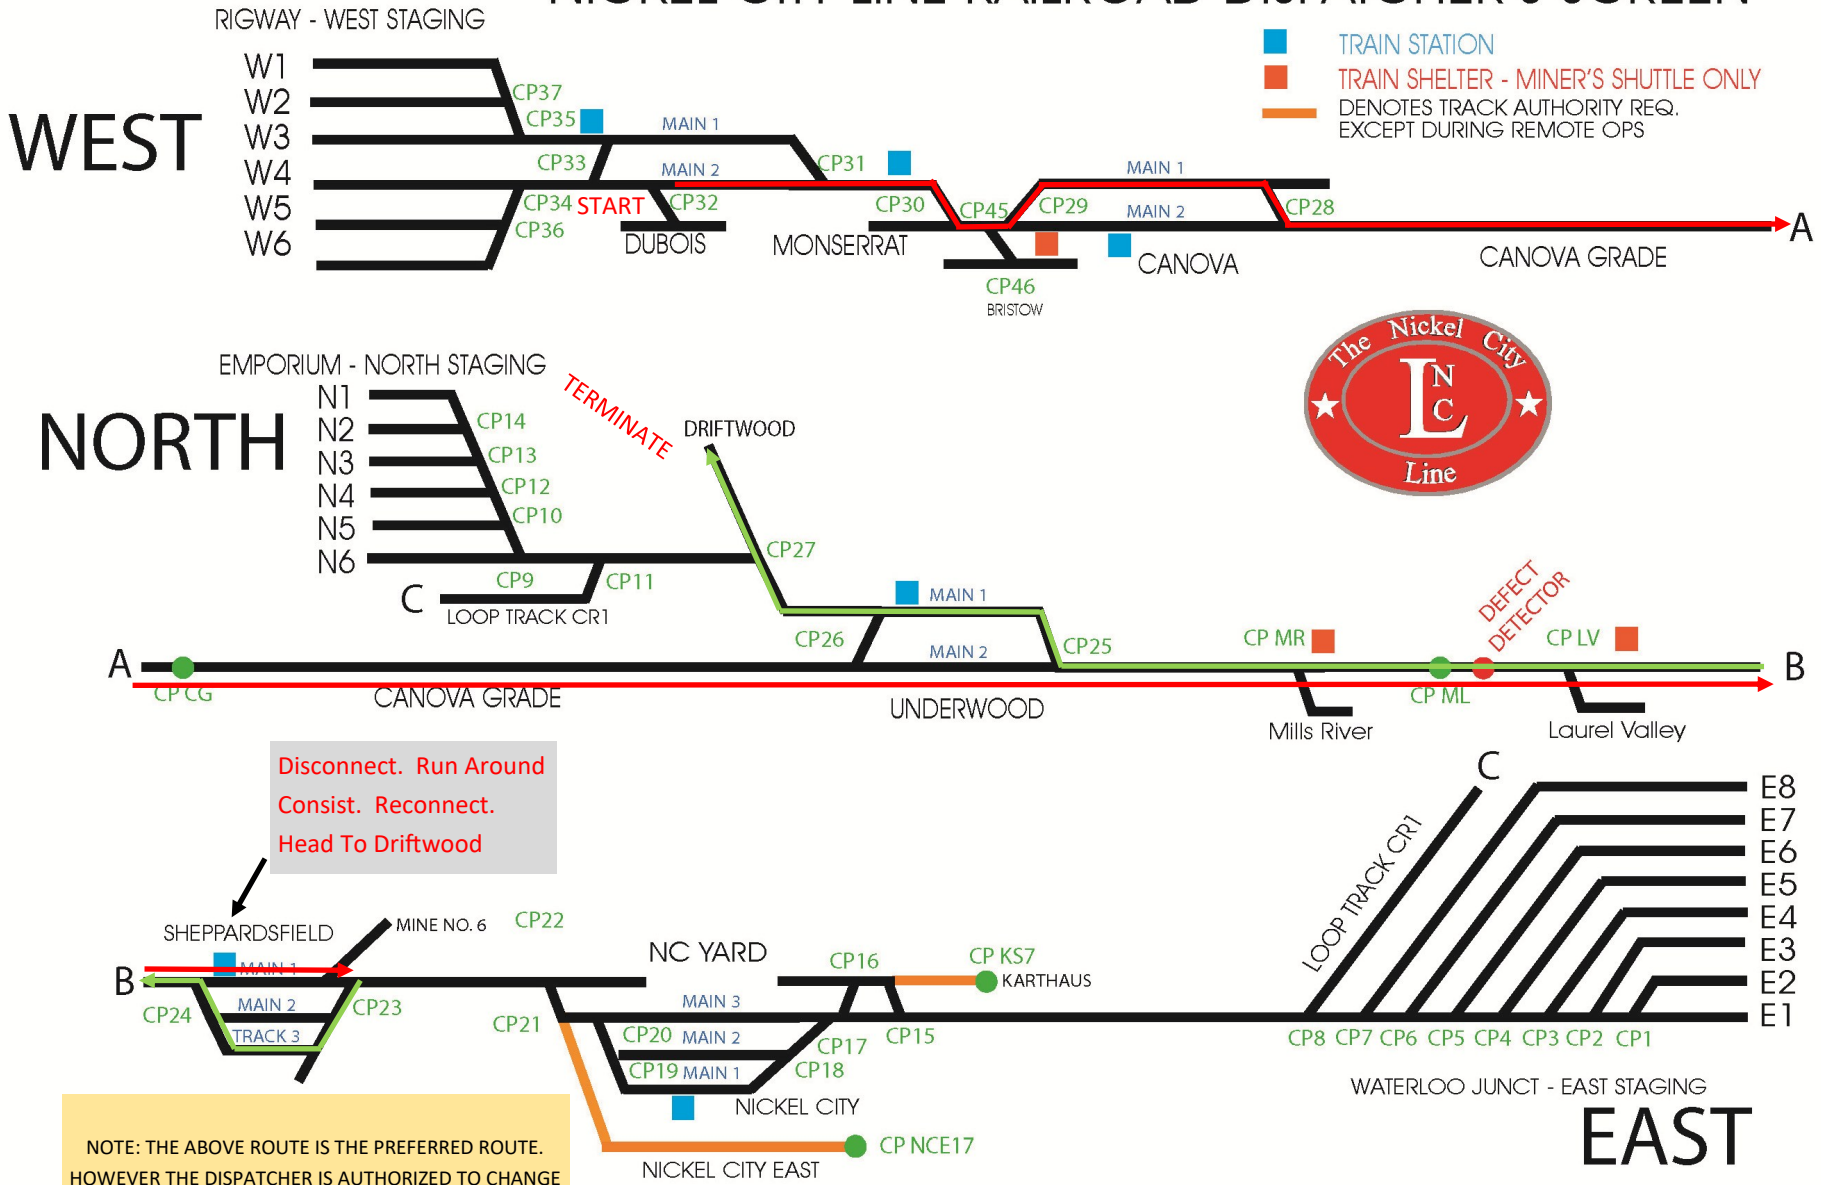 NICKEL CITY LINE RAILROAD DISPATCHER'S SCREEN
RIGWAY - WEST STAGING
TRAIN STATION
TRAIN SHELTER - MINER'S SHUTTLE ONLY
DENOTES TRACK AUTHORITY REQ.
EXCEPT DURING REMOTE OPS
WEST
W1
W2
W3
W4
W5
W6
CP37
CP35
CP33
CP34
CP36
START
MAIN 1
MAIN 2
CP32
DUBOIS
CP31
MONSERRAT
CP30
CP45
CP46
BRISTOW
CP29
MAIN 1
MAIN 2
CANOVA
CP28
CANOVA GRADE
A
The Nickel City
L
N
C
Line
EMPORIUM - NORTH STAGING
NORTH
N1
N2
N3
N4
N5
N6
CP14
CP13
CP12
CP10
CP9
CP11
C
LOOP TRACK CR1
TERMINATE
DRIFTWOOD
CP27
CP26
MAIN 1
MAIN 2
CP25
CP MR
DEFECT
DETECTOR
CP LV
A
CP CG
CANOVA GRADE
UNDERWOOD
Mills River
CP ML
Laurel Valley
B
Disconnect. Run Around
Consist. Reconnect.
Head To Driftwood
SHEPPARDSFIELD
MINE NO. 6
B
MAIN 1
MAIN 2
TRACK 3
CP24
CP23
CP22
CP21
NC YARD
MAIN 3
CP20
MAIN 2
CP19
MAIN 1
CP16
CP17
CP18
CP15
CP KS7
KARTHAUS
NICKEL CITY
CP NCE17
NICKEL CITY EAST
C
LOOP TRACK CR1
E8
E7
E6
E5
E4
E3
E2
E1
CP8
CP7
CP6
CP5
CP4
CP3
CP2
CP1
WATERLOO JUNCT - EAST STAGING
EAST
NOTE: THE ABOVE ROUTE IS THE PREFERRED ROUTE.
HOWEVER THE DISPATCHER IS AUTHORIZED TO CHANGE